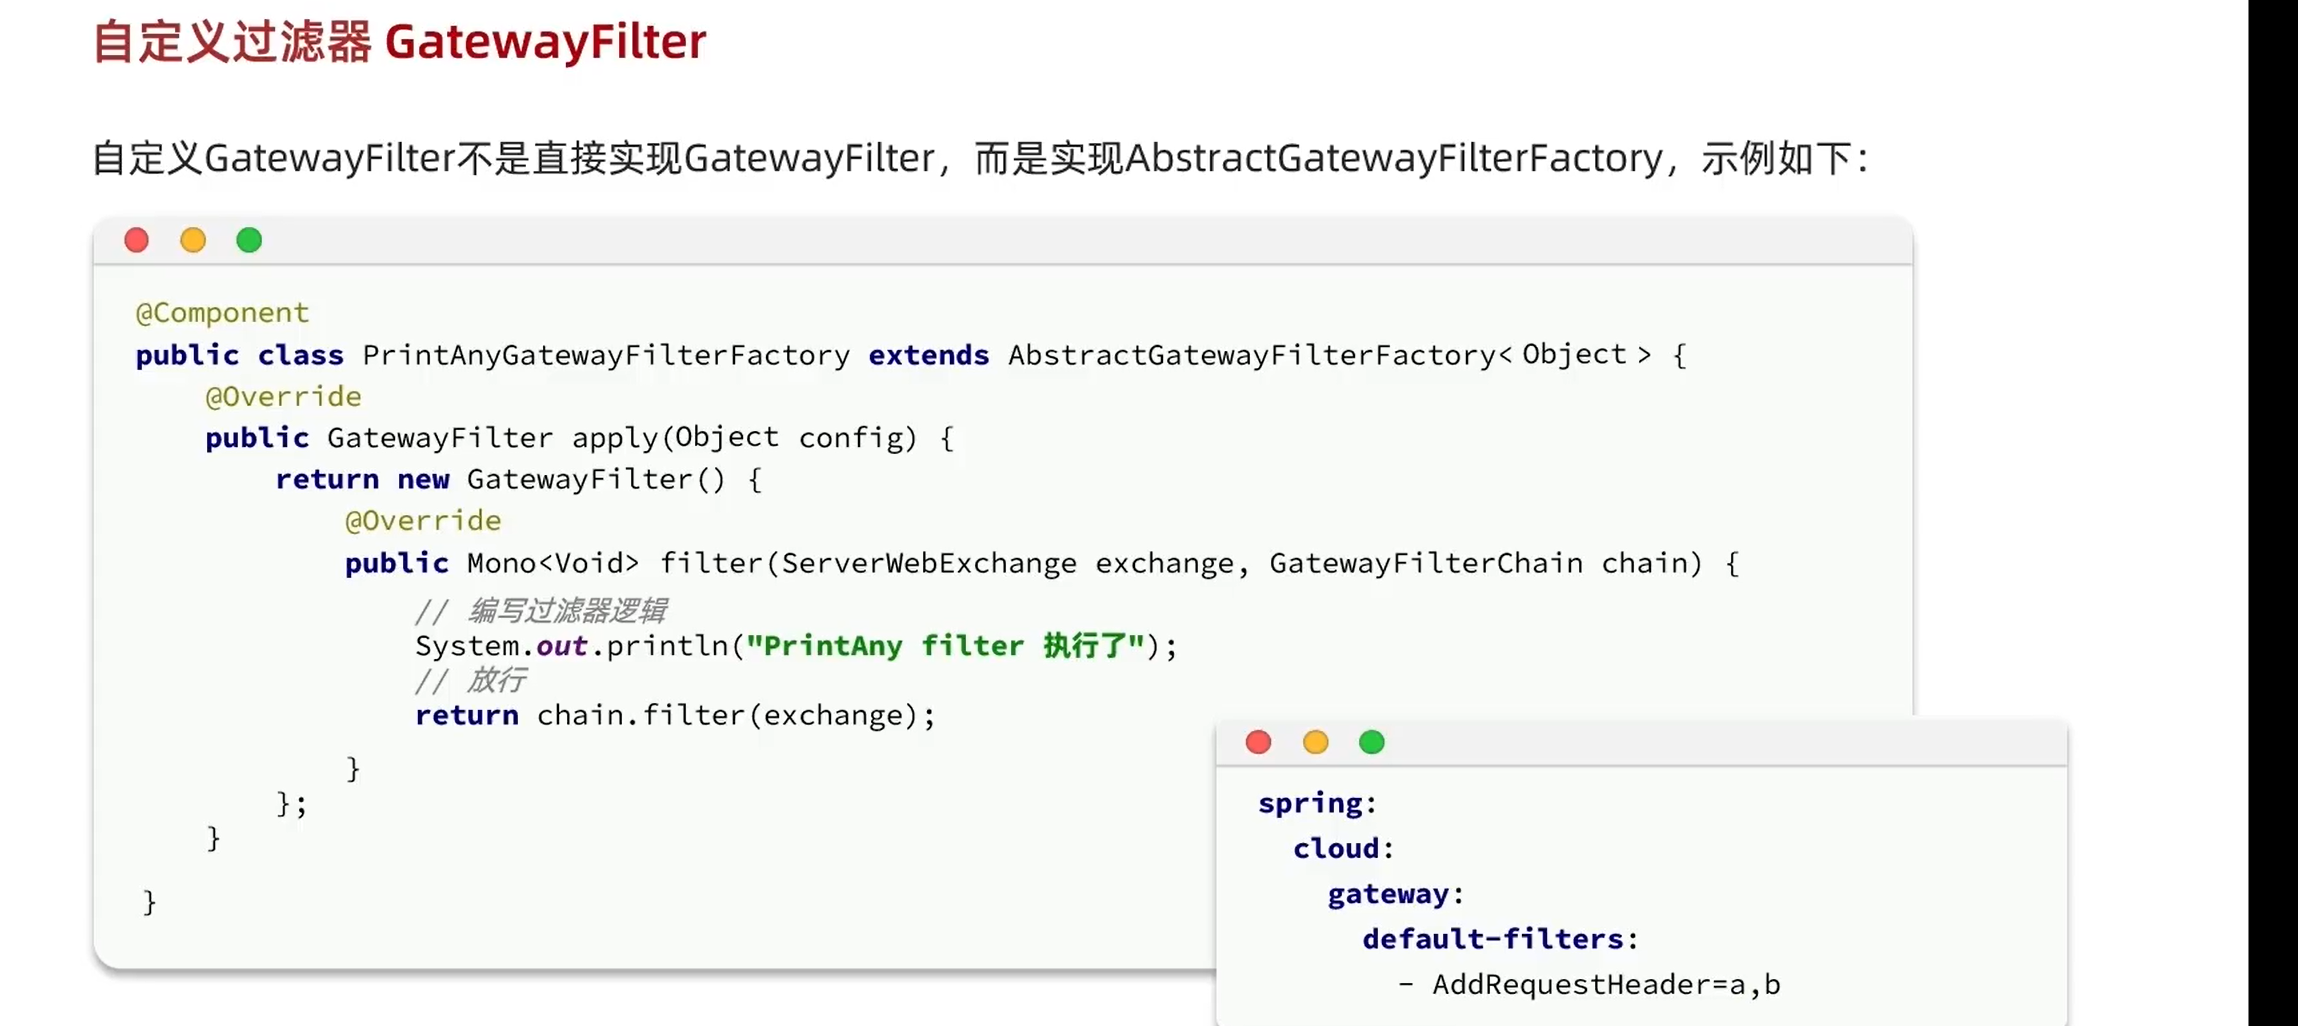 自定义过滤器 GatewayFilter
自定义GatewayFilter不是直接实现GatewayFilter，而是实现AbstractGatewayFilterFactory，示例如下：
@Component
public class PrintAnyGatewayFilterFactory extends AbstractGatewayFilterFactory< Object > {
@Override
public GatewayFilter apply(Object config) {
return new GatewayFilter() {
@Override
public Mono<Void> filter(ServerWebExchange exchange, GatewayFilterChain chain) {
// 编写过滤器逻辑
System.out.println("PrintAny filter 执行了");
// 放行
return chain.filter(exchange);
}
};
}
}
spring:
cloud:
gateway:
default-filters:
- AddRequestHeader=a,b